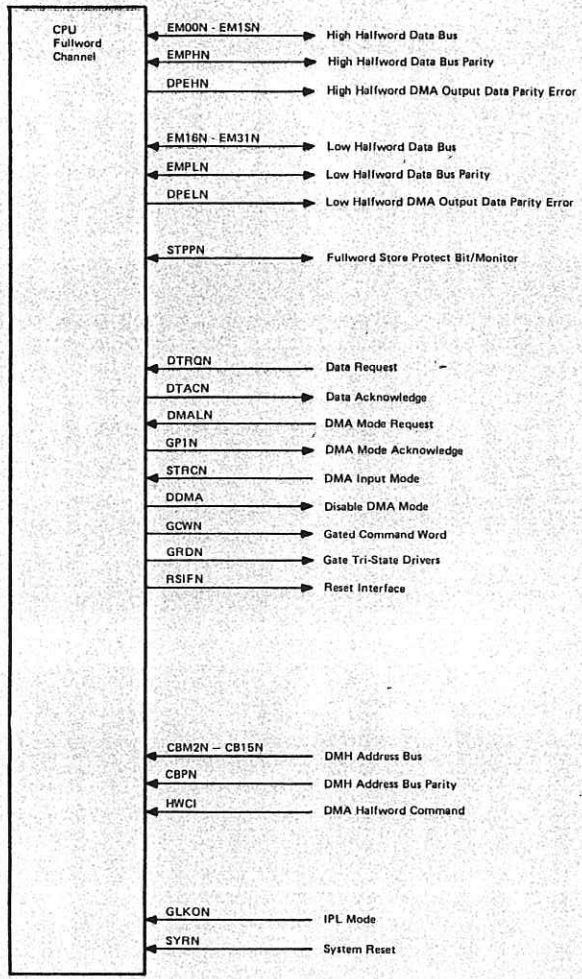 CPU
Fullword
Channel
EM00N - EM15N High Halfword Data Bus
EMPHN High Halfword Data Bus Parity
DPEHN High Halfword DMA Output Data Parity Error
EM16N - EM31N Low Halfword Data Bus
EMPLN Low Halfword Data Bus Parity
DPELN Low Halfword DMA Output Data Parity Error
STPPN Fullword Store Protect Bit/Monitor
DTRQN Data Request
DTACN Data Acknowledge
DMALN DMA Mode Request
GP1N DMA Mode Acknowledge
STRCN DMA Input Mode
DDMA Disable DMA Mode
GCWN Gated Command Word
GRDN Gate Tri-State Drivers
RSIFN Reset Interface
CBM2N — CB15N DMH Address Bus
CBPN DMH Address Bus Parity
HWCI DMA Halfword Command
GLKON IPL Mode
SYRN System Reset